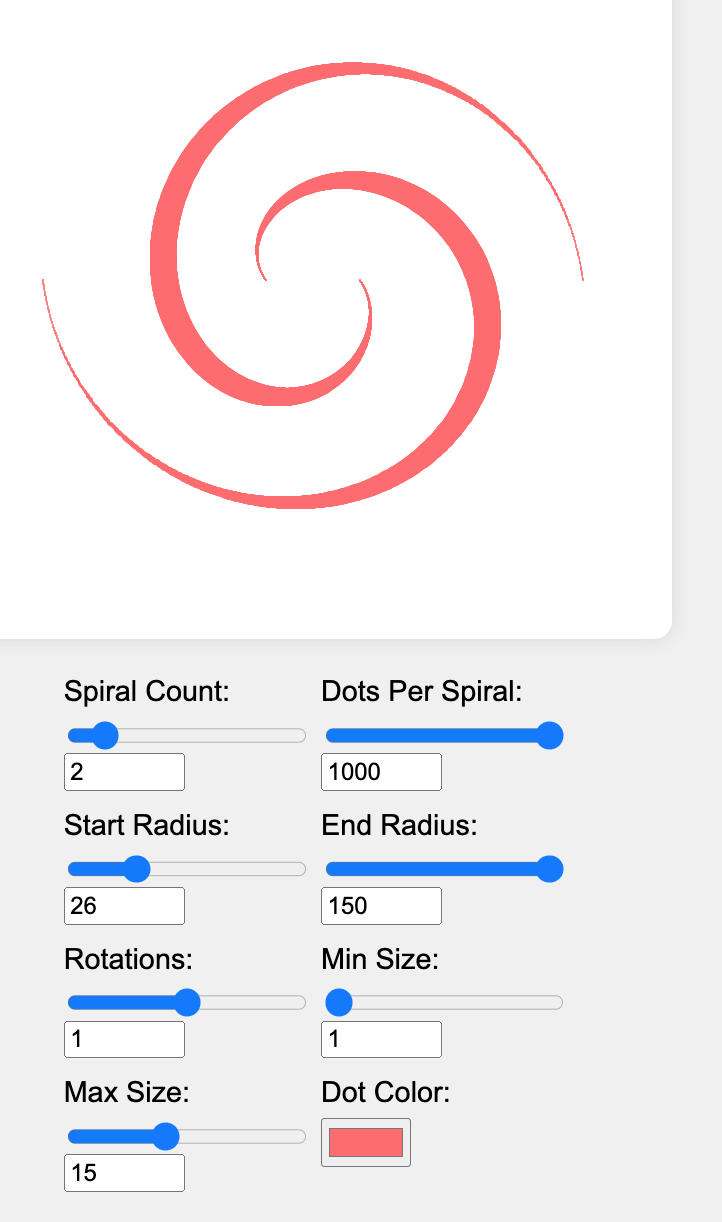 Spiral Count: Dots Per Spiral:
2 1000
Start Radius: End Radius:
26 150
Rotations: Min Size:
1 1
Max Size: Dot Color:
15